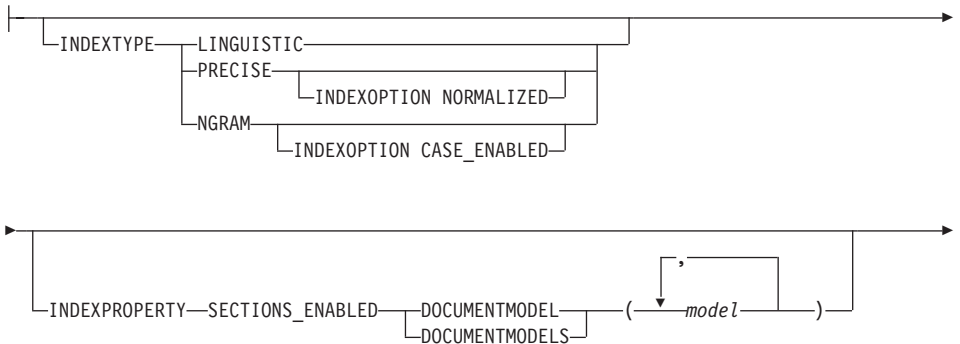 INDEXTYPE LINGUISTIC
PRECISE
INDEXOPTION NORMALIZED
NGRAM
INDEXOPTION CASE_ENABLED
,
INDEXPROPERTY SECTIONS_ENABLED DOCUMENTMODEL ( model )
DOCUMENTMODELS